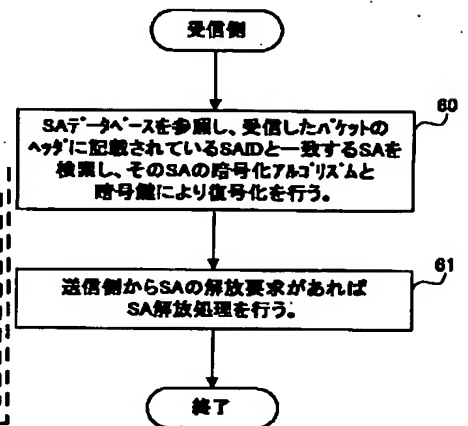 受信側
60
SAデータベースを参照し、受信したパケットの
ヘッダに記載されているSAIDと一致するSAを
検索し、そのSAの暗号化アルゴリズムと
暗号鍵により復号化を行う。
61
送信側からSAの解放要求があれば
SA解放処理を行う。
終了